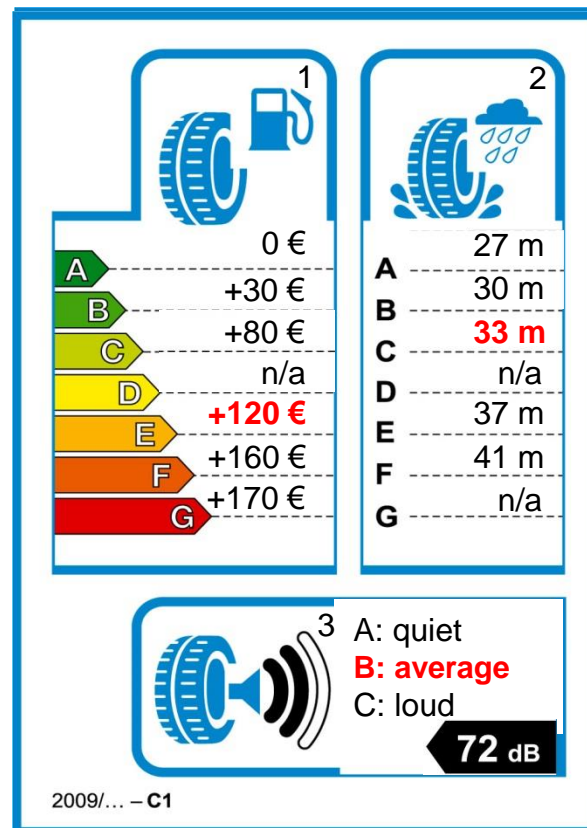 1
A 0 €
B +30 €
C +80 €
D n/a
E +120 €
F +160 €
G +170 €
2
A 27 m
B 30 m
C 33 m
D n/a
E 37 m
F 41 m
G n/a
3
A: quiet
B: average
C: loud
72 dB
2009/... – C1